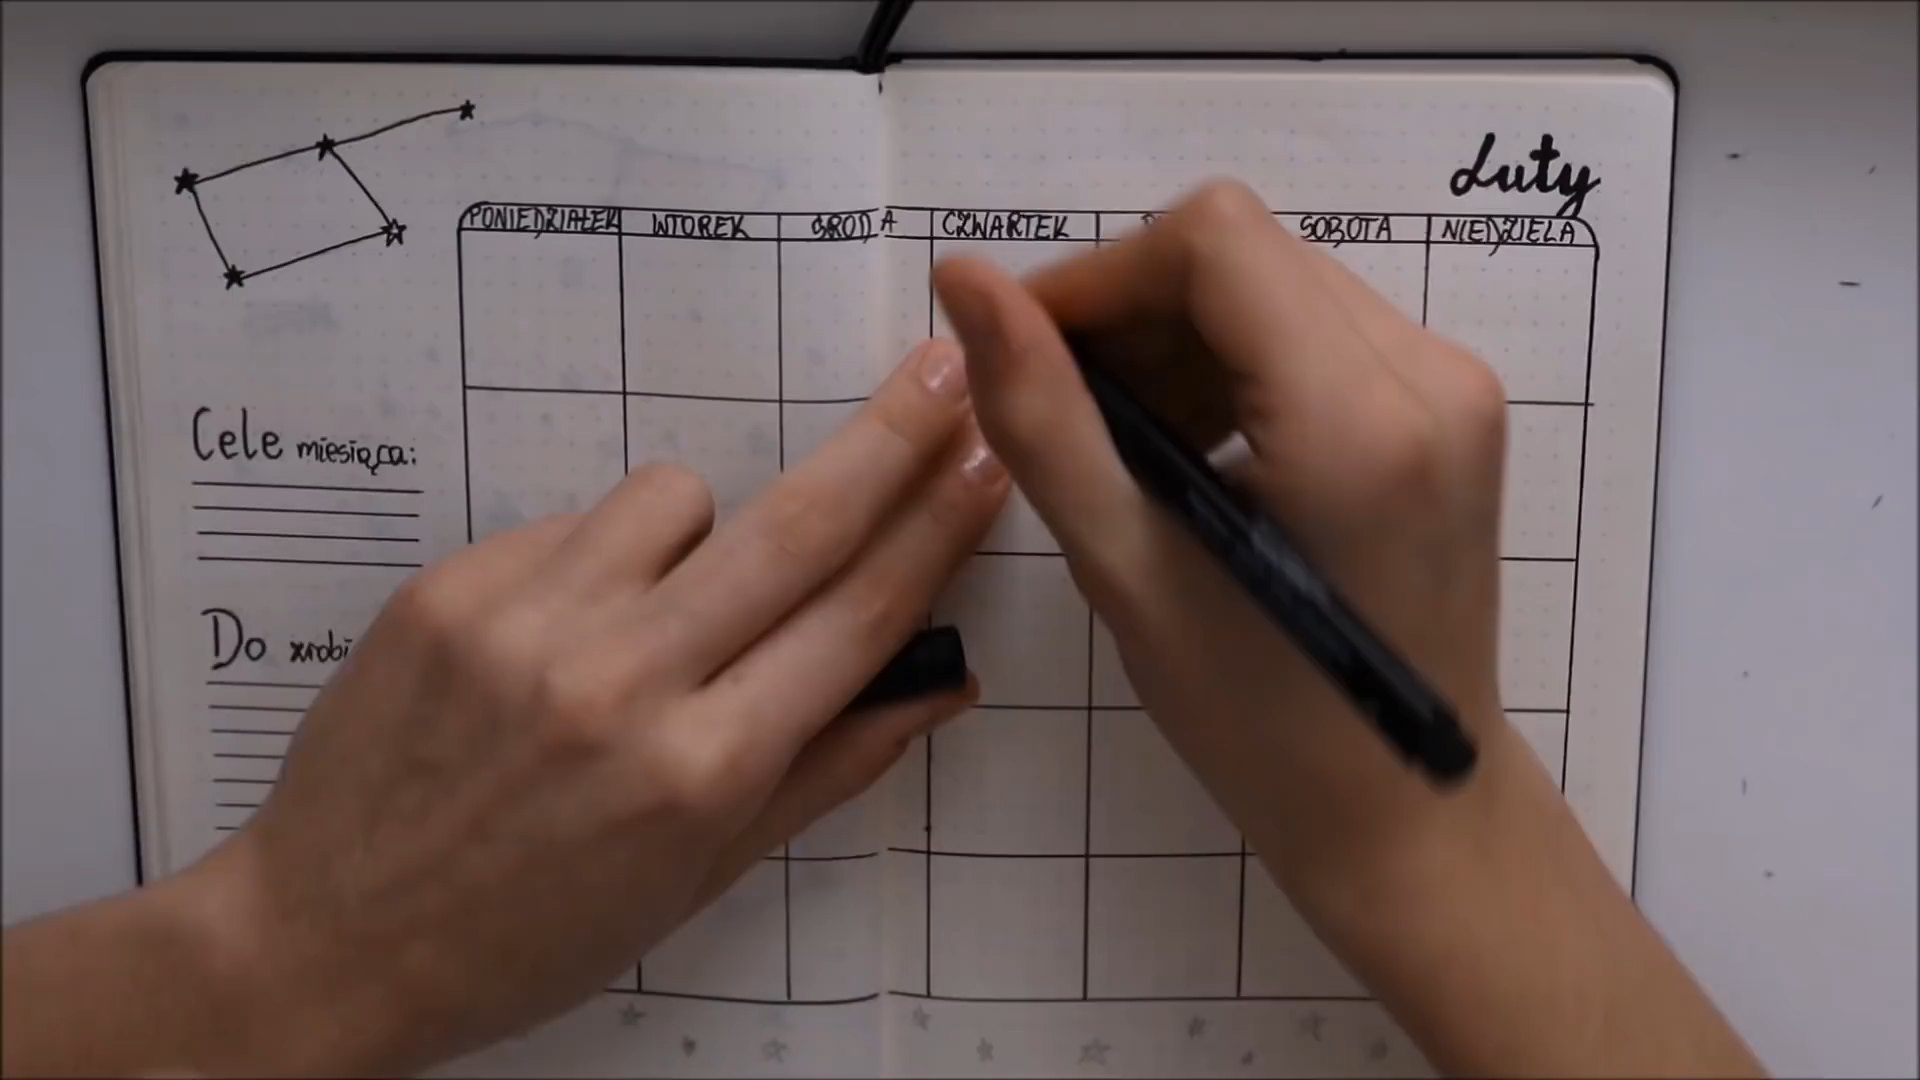 Luty
PONIEDZIAŁEK WTOREK ŚRODA CZWARTEK SOBOTA NIEDZIELA
Cele miesiąca:
Do